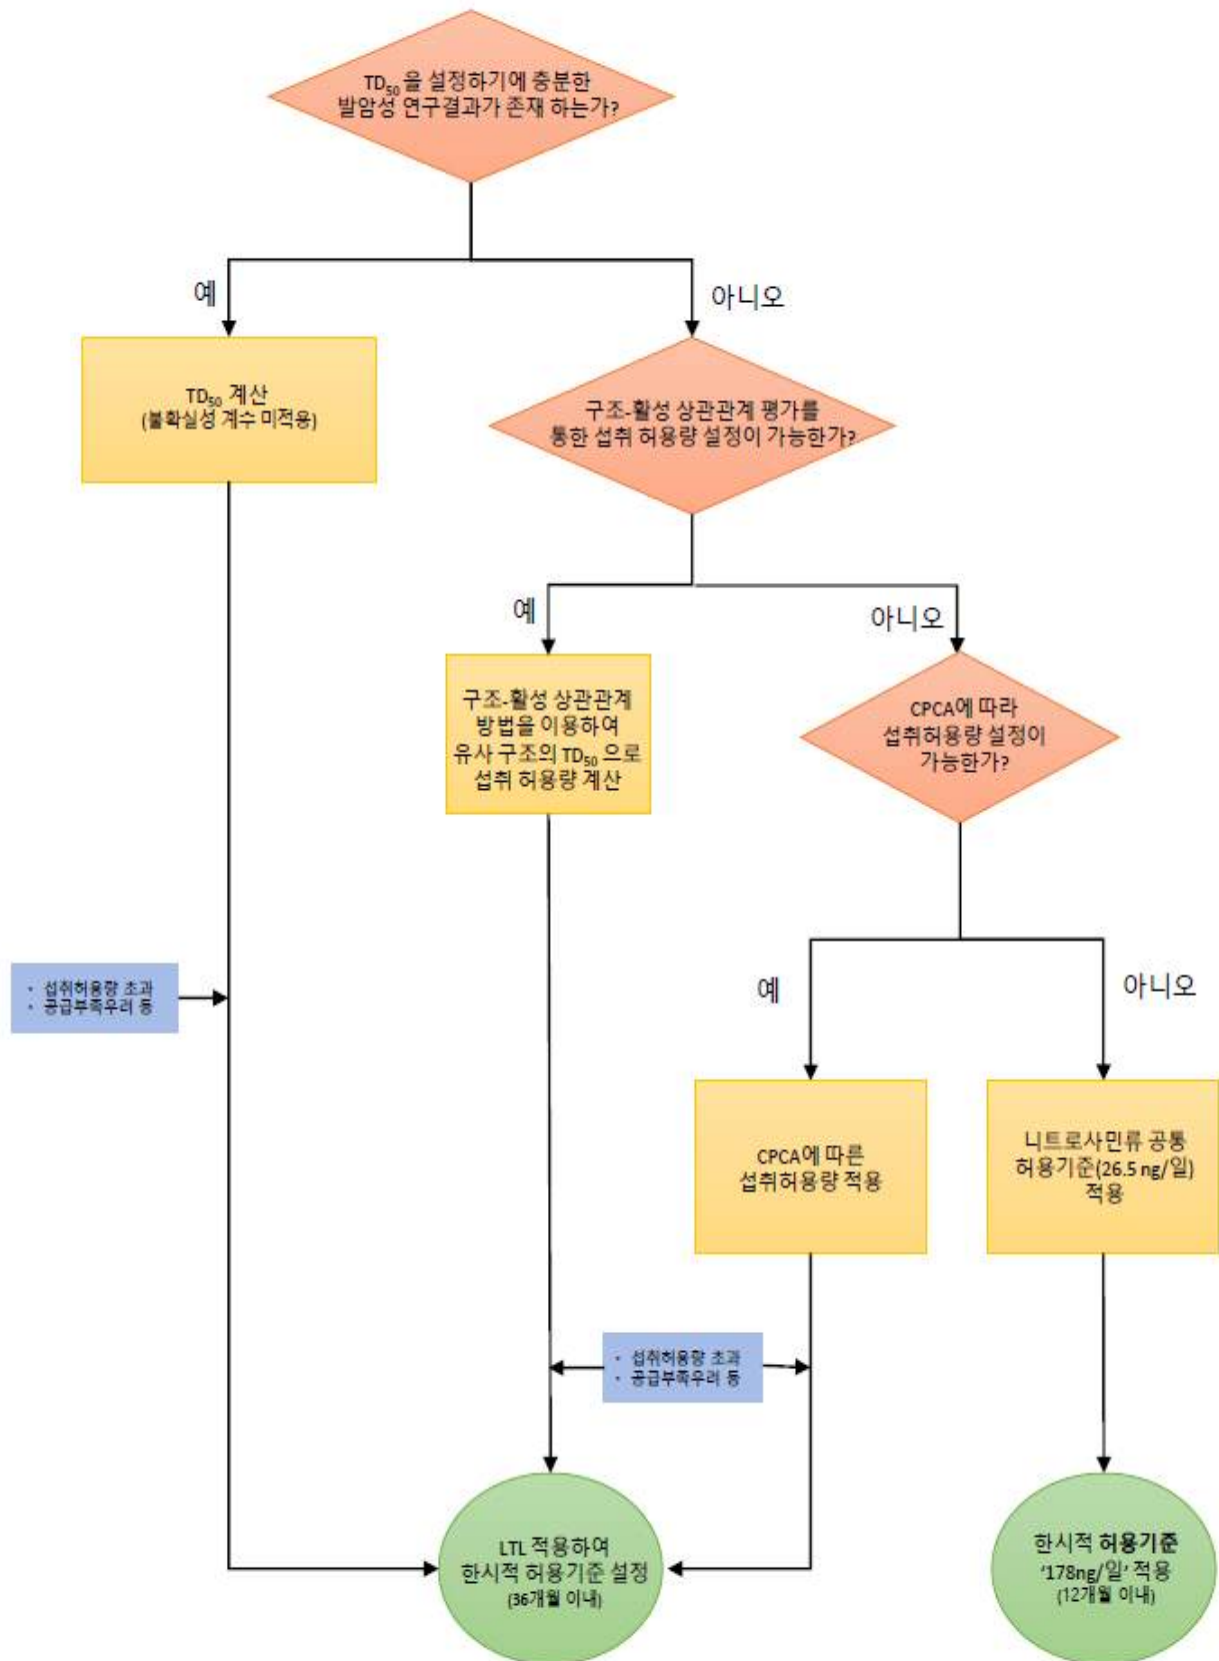 TD₅₀ 을 설정하기에 충분한
발암성 연구결과가 존재 하는가?
예
아니오
TD₅₀ 계산
(불확실성 계수 미적용)
구조-활성 상관관계 평가를
통한 섭취 허용량 설정이 가능한가?
예
아니오
구조-활성 상관관계
방법을 이용하여
유사 구조의 TD₅₀ 으로
섭취 허용량 계산
CPCA에 따라
섭취허용량 설정이
가능한가?
• 섭취허용량 초과
• 공급부족우려 등
예
아니오
CPCA에 따른
섭취허용량 적용
니트로사민류 공통
허용기준(26.5 ng/일)
적용
• 섭취허용량 초과
• 공급부족우려 등
LTL 적용하여
한시적 허용기준 설정
(36개월 이내)
한시적 허용기준
‘178ng/일’ 적용
(12개월 이내)